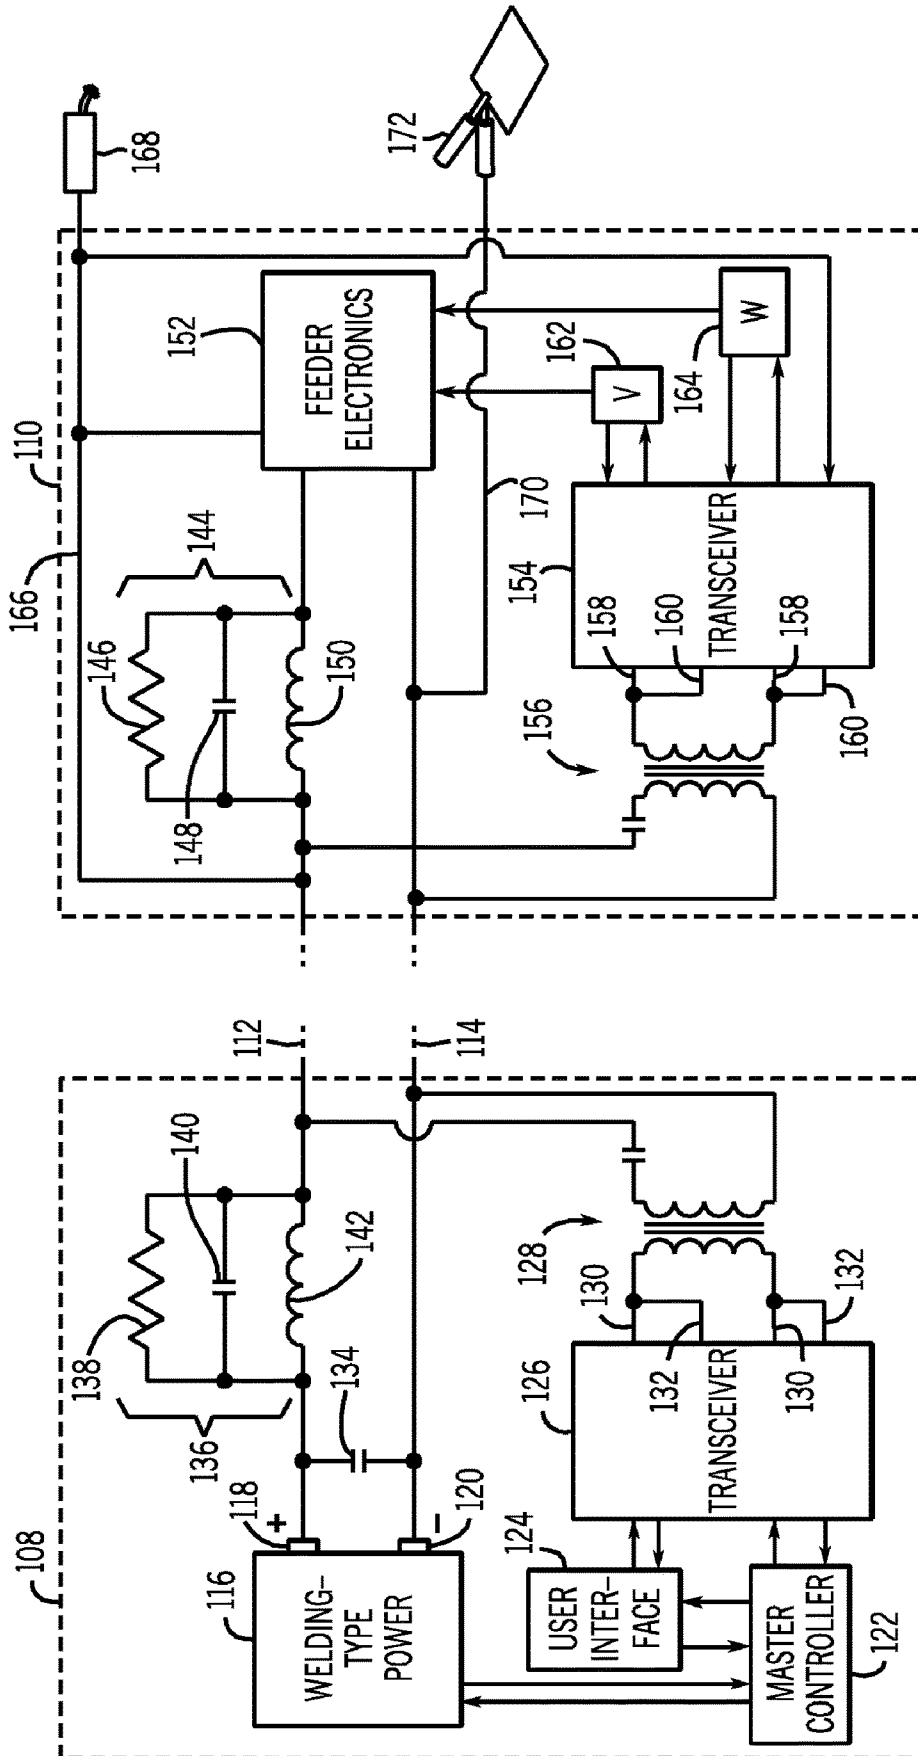 108
116
WELDING-
TYPE
POWER
118
+
120
-
136
138
140
142
134
112
114
124
USER
INTER-
FACE
MASTER
CONTROLLER
122
126
TRANSCEIVER
130
132
130
132
128
110
166
168
144
146
148
150
152
FEEDER
ELECTRONICS
172
170
162
V
164
W
154
TRANSCEIVER
158
160
158
160
156